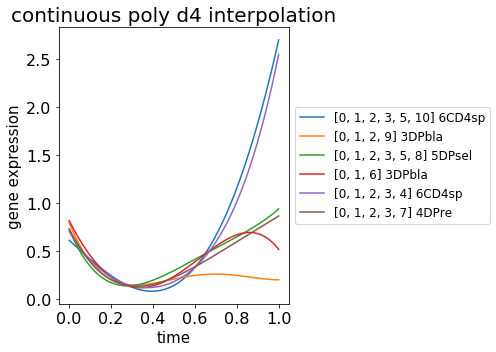 continuous poly d4 interpolation
gene expression
2.5
2.0
1.5
1.0
0.5
0.0
0.0 0.2 0.4 0.6 0.8 1.0
time
[0, 1, 2, 3, 5, 10] 6CD4sp
[0, 1, 2, 9] 3DPbla
[0, 1, 2, 3, 5, 8] 5DPsel
[0, 1, 6] 3DPbla
[0, 1, 2, 3, 4] 6CD4sp
[0, 1, 2, 3, 7] 4DPre